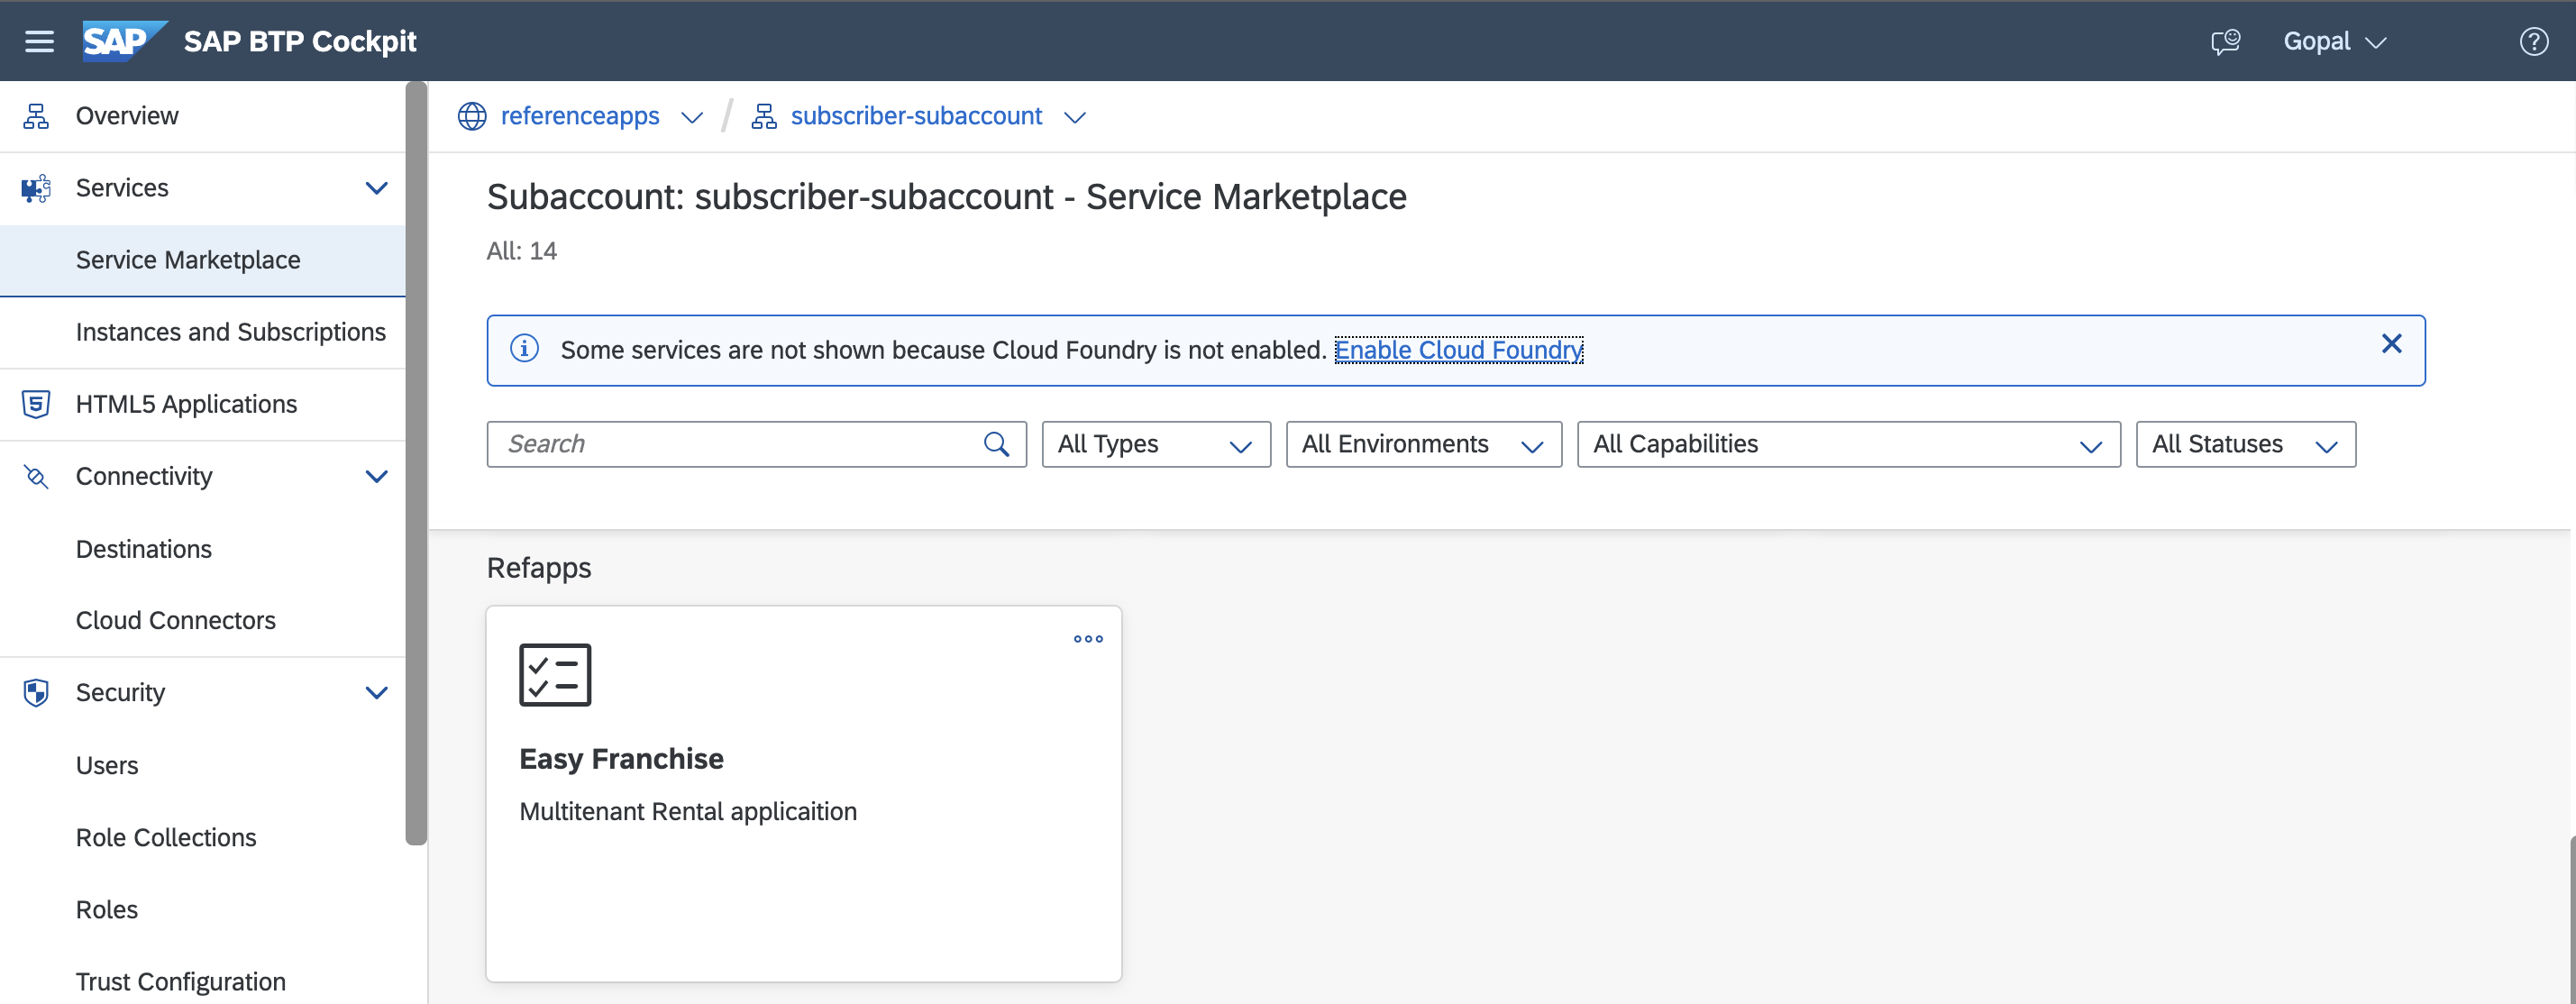 SAP SAP BTP Cockpit
Gopal
Overview
Services
Service Marketplace
Instances and Subscriptions
HTML5 Applications
Connectivity
Destinations
Cloud Connectors
Security
Users
Role Collections
Roles
Trust Configuration
referenceapps / subscriber-subaccount
Subaccount: subscriber-subaccount - Service Marketplace
All: 14
Some services are not shown because Cloud Foundry is not enabled. Enable Cloud Foundry
Search
All Types
All Environments
All Capabilities
All Statuses
Refapps
Easy Franchise
Multitenant Rental applicaition